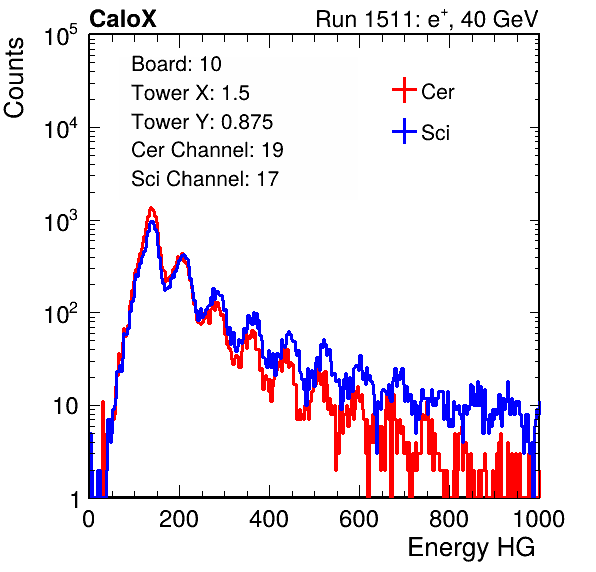 CaloX Run 1511: e⁺, 40 GeV
Counts
10⁵
10⁴
10³
10²
10
1
Board: 10
Tower X: 1.5
Tower Y: 0.875
Cer Channel: 19
Sci Channel: 17
Cer
Sci
0 200 400 600 800 1000
Energy HG